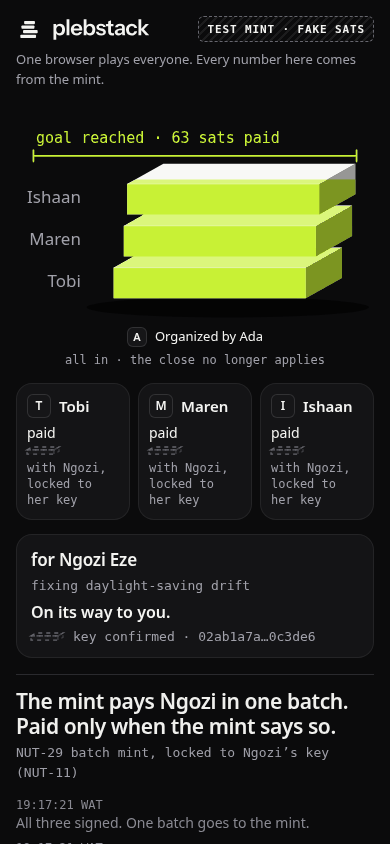 plebstack
TEST MINT · FAKE SATS
One browser plays everyone. Every number here comes
from the mint.
goal reached · 63 sats paid
Ishaan
Maren
Tobi
A Organized by Ada
all in · the close no longer applies
T Tobi
paid
with Ngozi,
locked to
her key
M Maren
paid
with Ngozi,
locked to
her key
I Ishaan
paid
with Ngozi,
locked to
her key
for Ngozi Eze
fixing daylight-saving drift
On its way to you.
key confirmed · 02ab1a7a…0c3de6
The mint pays Ngozi in one batch.
Paid only when the mint says so.
NUT-29 batch mint, locked to Ngozi’s key
(NUT-11)
19:17:21 WAT
All three signed. One batch goes to the mint.